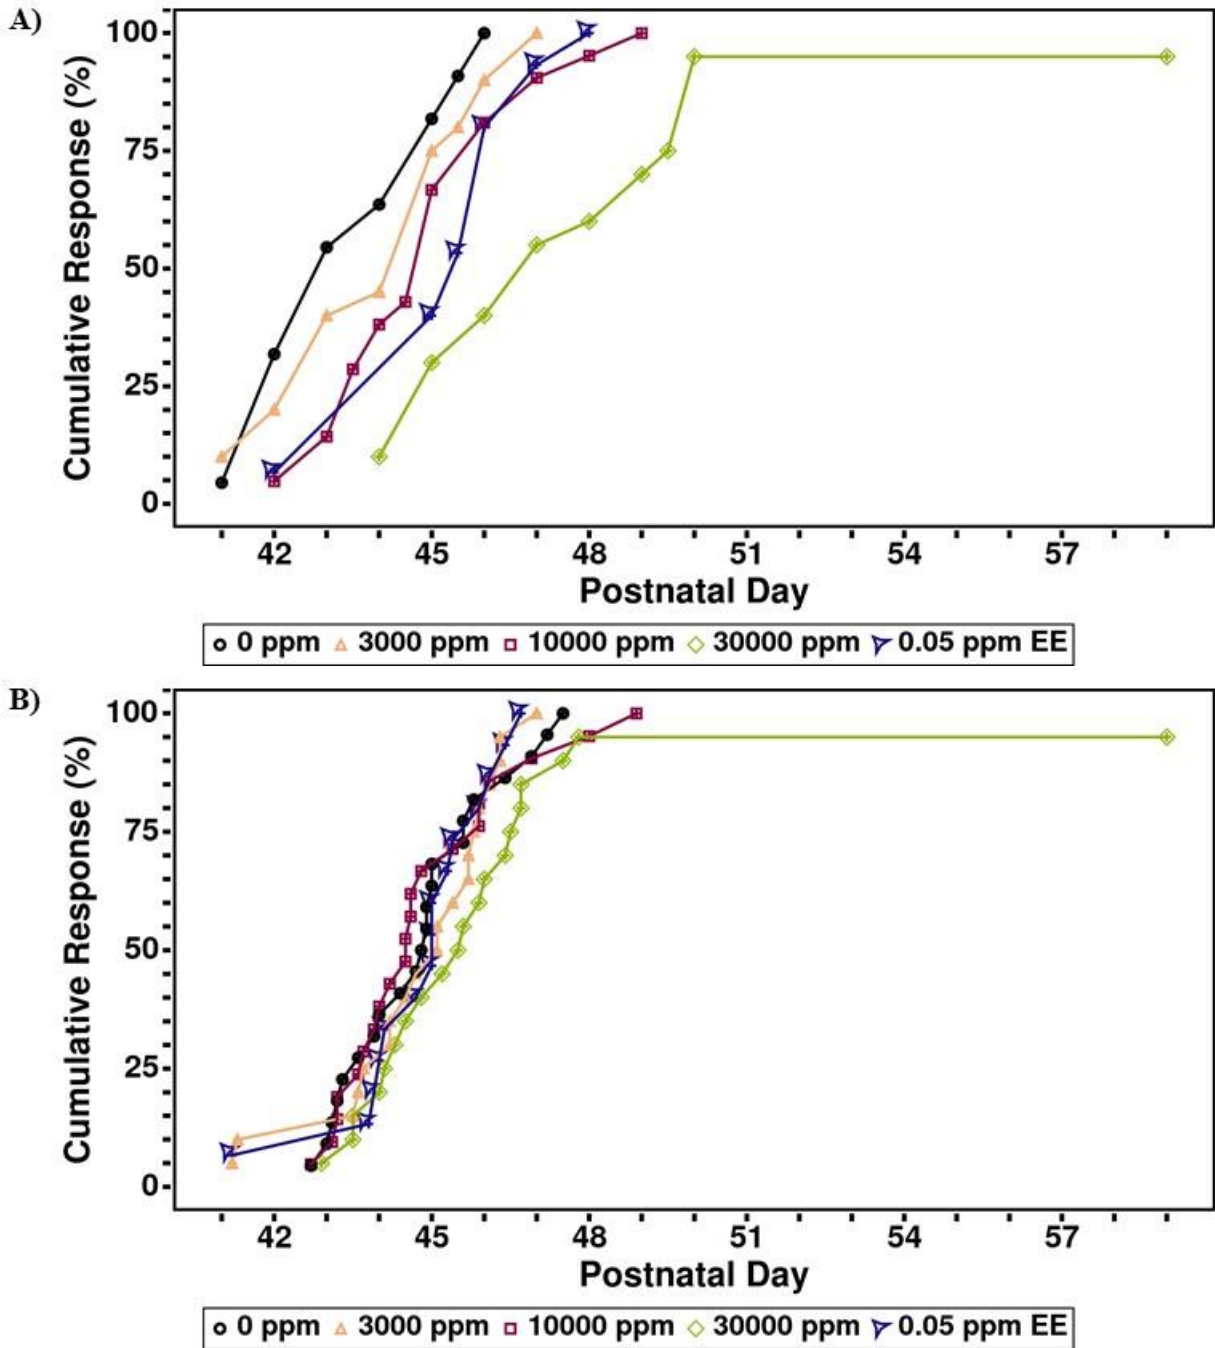 A)
Cumulative Response (%)
100
75
50
25
0
42 45 48 51 54 57
Postnatal Day
0 ppm 3000 ppm 10000 ppm 30000 ppm 0.05 ppm EE
B)
Cumulative Response (%)
100
75
50
25
0
42 45 48 51 54 57
Postnatal Day
0 ppm 3000 ppm 10000 ppm 30000 ppm 0.05 ppm EE